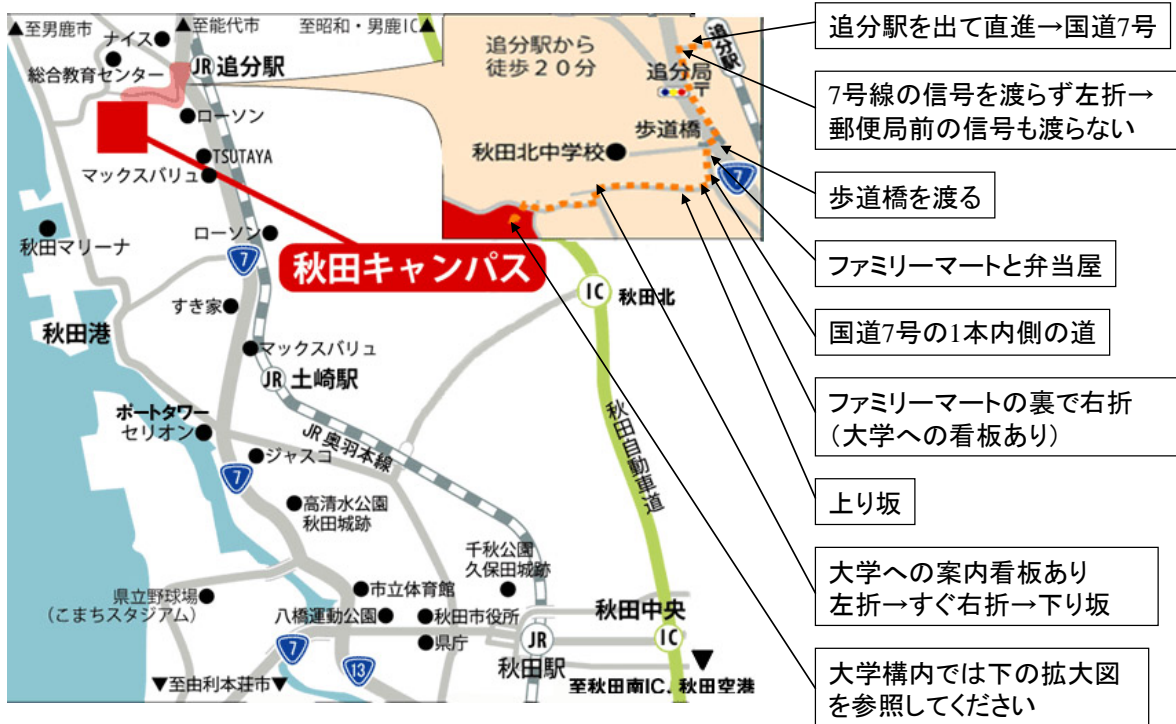 ▲至男鹿市
▲至能代市
至昭和・男鹿IC▲
ナイス
総合教育センター
JR 追分駅
ローソン
TSUTAYA
マックスバリュ
秋田マリーナ
ローソン
7
秋田キャンパス
すき家
秋田港
マックスバリュ
JR 土崎駅
IC 秋田北
ポートタワー
セリオン
JR奥羽本線
秋田自動車道
ジャスコ
7
高清水公園
秋田城跡
千秋公園
久保田城跡
県立野球場
(こまちスタジアム)
市立体育館
八橋運動公園
秋田市役所
県庁
秋田中央
IC
JR
秋田駅
7
13
▼至由利本荘市▼
至秋田南IC、秋田空港
追分駅から
徒歩20分
追分駅
追分局
〒
歩道橋
秋田北中学校
7
追分駅を出て直進→国道7号
7号線の信号を渡らず左折→
郵便局前の信号も渡らない
歩道橋を渡る
ファミリーマートと弁当屋
国道7号の1本内側の道
ファミリーマートの裏で右折
(大学への看板あり)
上り坂
大学への案内看板あり
左折→すぐ右折→下り坂
大学構内では下の拡大図
を参照してください